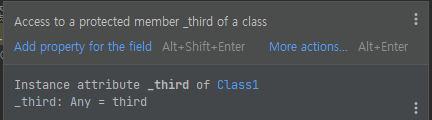 Access to a protected member _third of a class
Add property for the field Alt+Shift+Enter More actions... Alt+Enter
Instance attribute _third of Class1
_third: Any = third